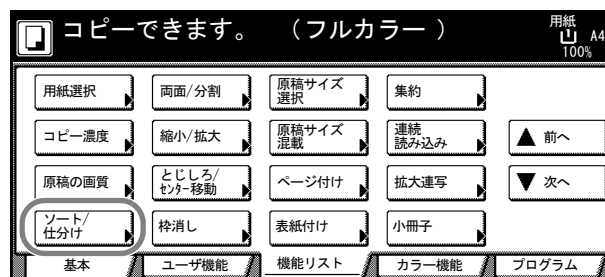 コピーできます。 （フルカラー ）
用紙
A4
100%
用紙選択
両面/分割
原稿サイズ
選択
集約
コピー濃度
縮小/拡大
原稿サイズ
混載
連続
読み込み
▲ 前へ
原稿の画質
とじしろ/
センター移動
ページ付け
拡大連写
▼ 次へ
ソート/
仕分け
枠消し
表紙付け
小冊子
基本
ユーザ機能
機能リスト
カラー機能
プログラム